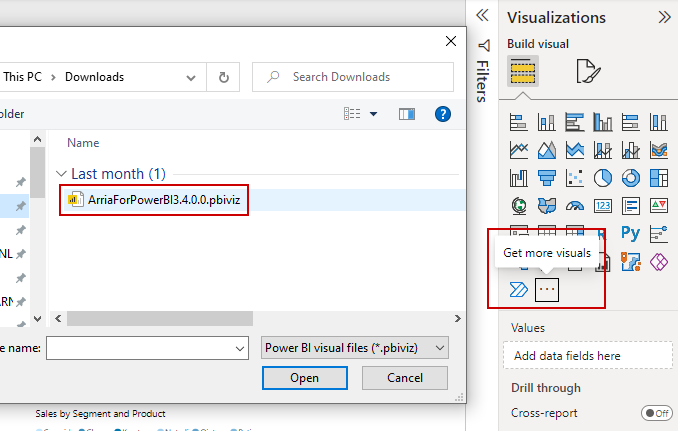 This PC > Downloads
Search Downloads
older
?
Name
Last month (1)
ArriaForPowerBI3.4.0.0.pbiviz
NL
ARN
e name:
Power BI visual files (*.pbiviz)
Open
Cancel
Sales by Segment and Product
Filters
Visualizations
Build visual
123
R
Py
Get more visuals
...
Values
Add data fields here
Drill through
Cross-report
Off